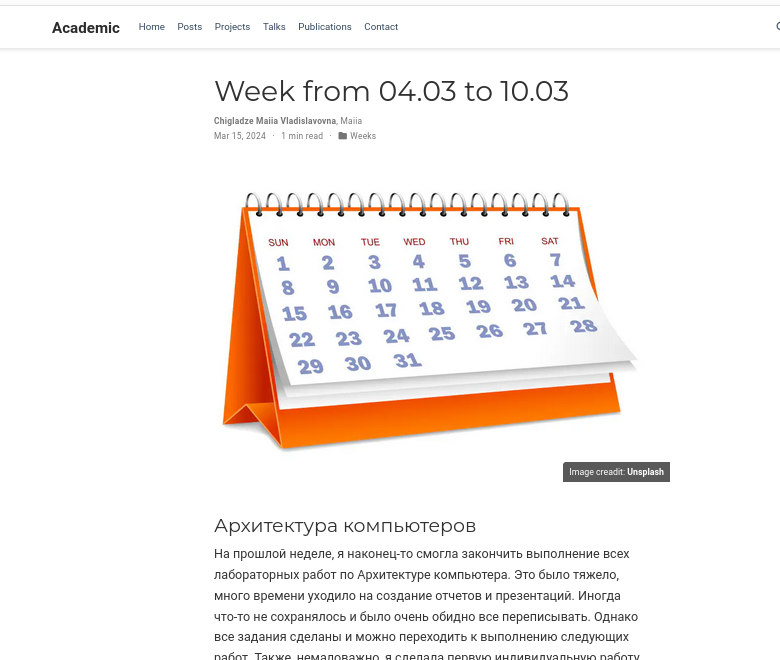 Academic Home Posts Projects Talks Publications Contact
Week from 04.03 to 10.03
Chigladze Maiia Vladislavovna, Maiia
Mar 15, 2024 · 1 min read · Weeks
SUN MON TUE WED THU FRI SAT
1 2 3 4 5 6 7
8 9 10 11 12 13 14
15 16 17 18 19 20 21
22 23 24 25 26 27 28
29 30 31
Image creadit: Unsplash
Архитектура компьютеров
На прошлой неделе, я наконец-то смогла закончить выполнение всех
лабораторных работ по Архитектуре компьютера. Это было тяжело,
много времени уходило на создание отчетов и презентаций. Иногда
что-то не сохранялось и было очень обидно все переписывать. Однако
все задания сделаны и можно переходить к выполнению следующих
работ. Также, немаловажно, я сделала первую индивидуальную работу